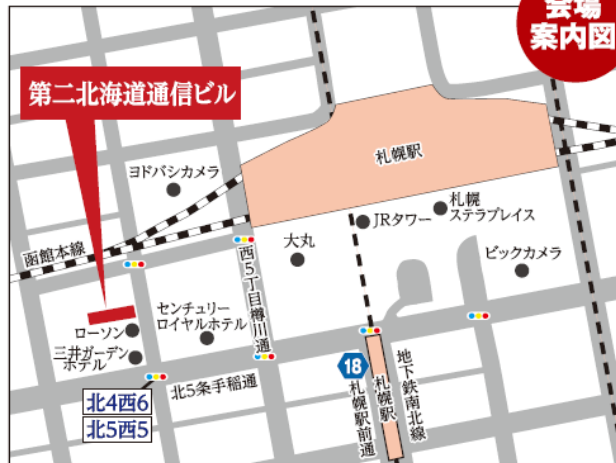 会場
案内図
第二北海道通信ビル
札幌駅
ヨドバシカメラ
JRタワー
札幌
ステラプレイス
函館本線
大丸
ビックカメラ
西5丁目樽川通
センチュリー
ロイヤルホテル
ローソン
三井ガーデン
ホテル
北5条手稲通
18
札幌駅前通
札幌駅
地下鉄南北線
北4西6
北5西5